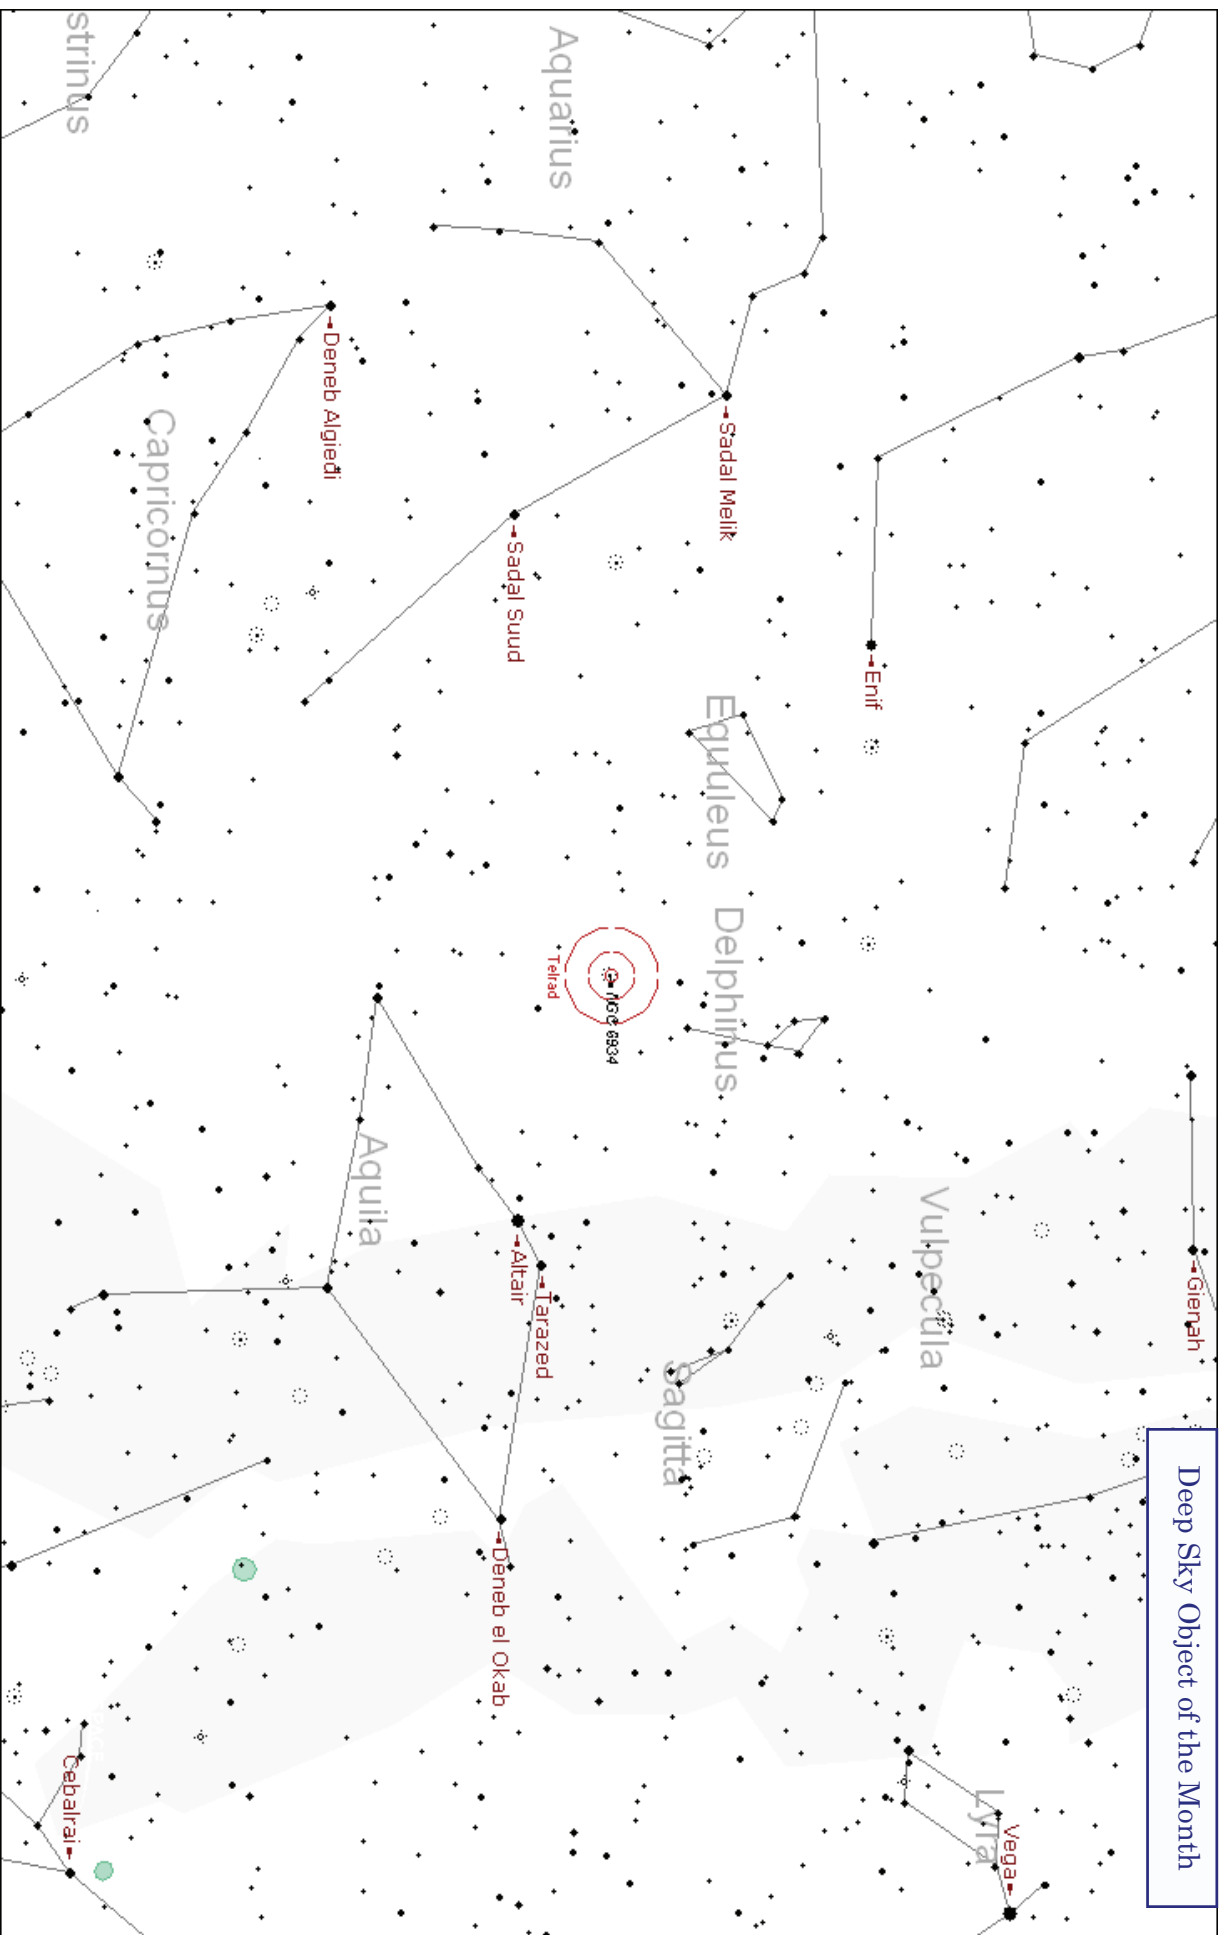 Deep Sky Object of the Month
Gienah
Vega
Lyra
Vulpecula
Enif
Sadal Melik
Equuleus
Delphinus
Sagitta
NGC 6934
Telrad
Aquarius
Sadal Suud
Altair
Tarazed
Deneb el Okab
Aquila
Deneb Algiedi
Capricornus
strinus
Cebalrai